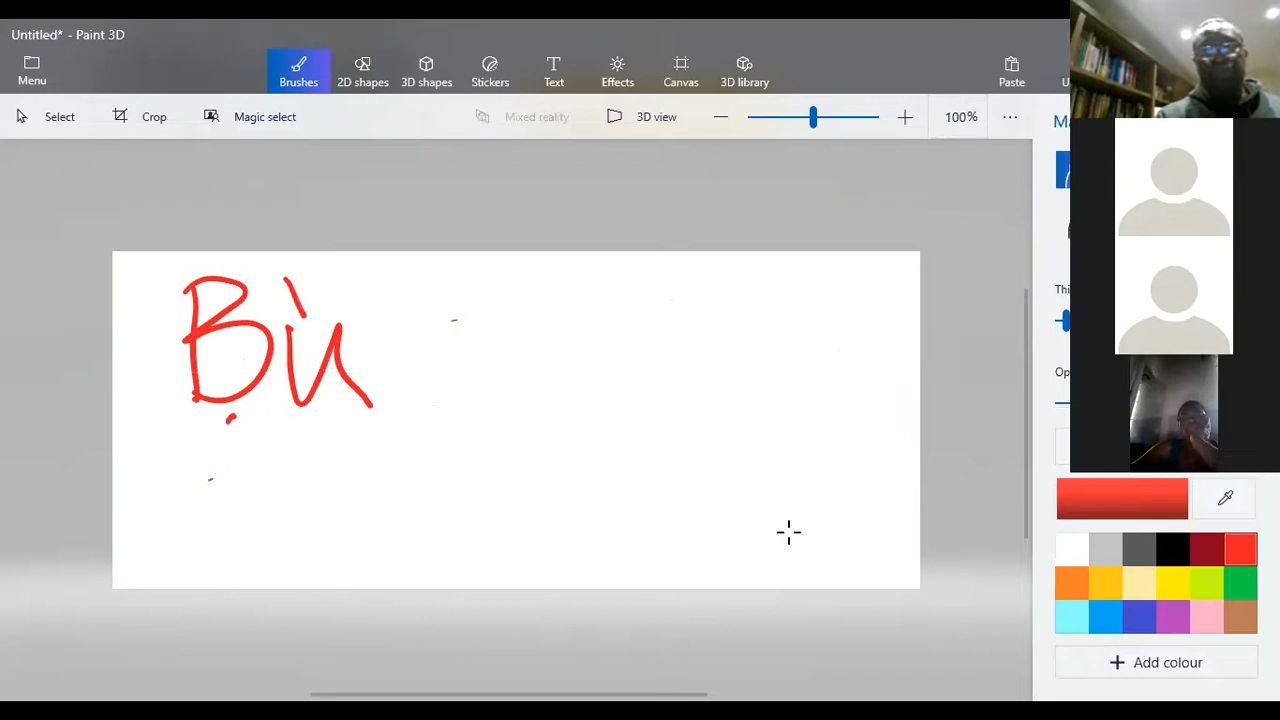 Untitled* - Paint 3D
Menu
Brushes
2D shapes
3D shapes
Stickers
Text
Effects
Canvas
3D library
Paste
Select
Crop
Magic select
Mixed reality
3D view
100%
Ḅù
Add colour